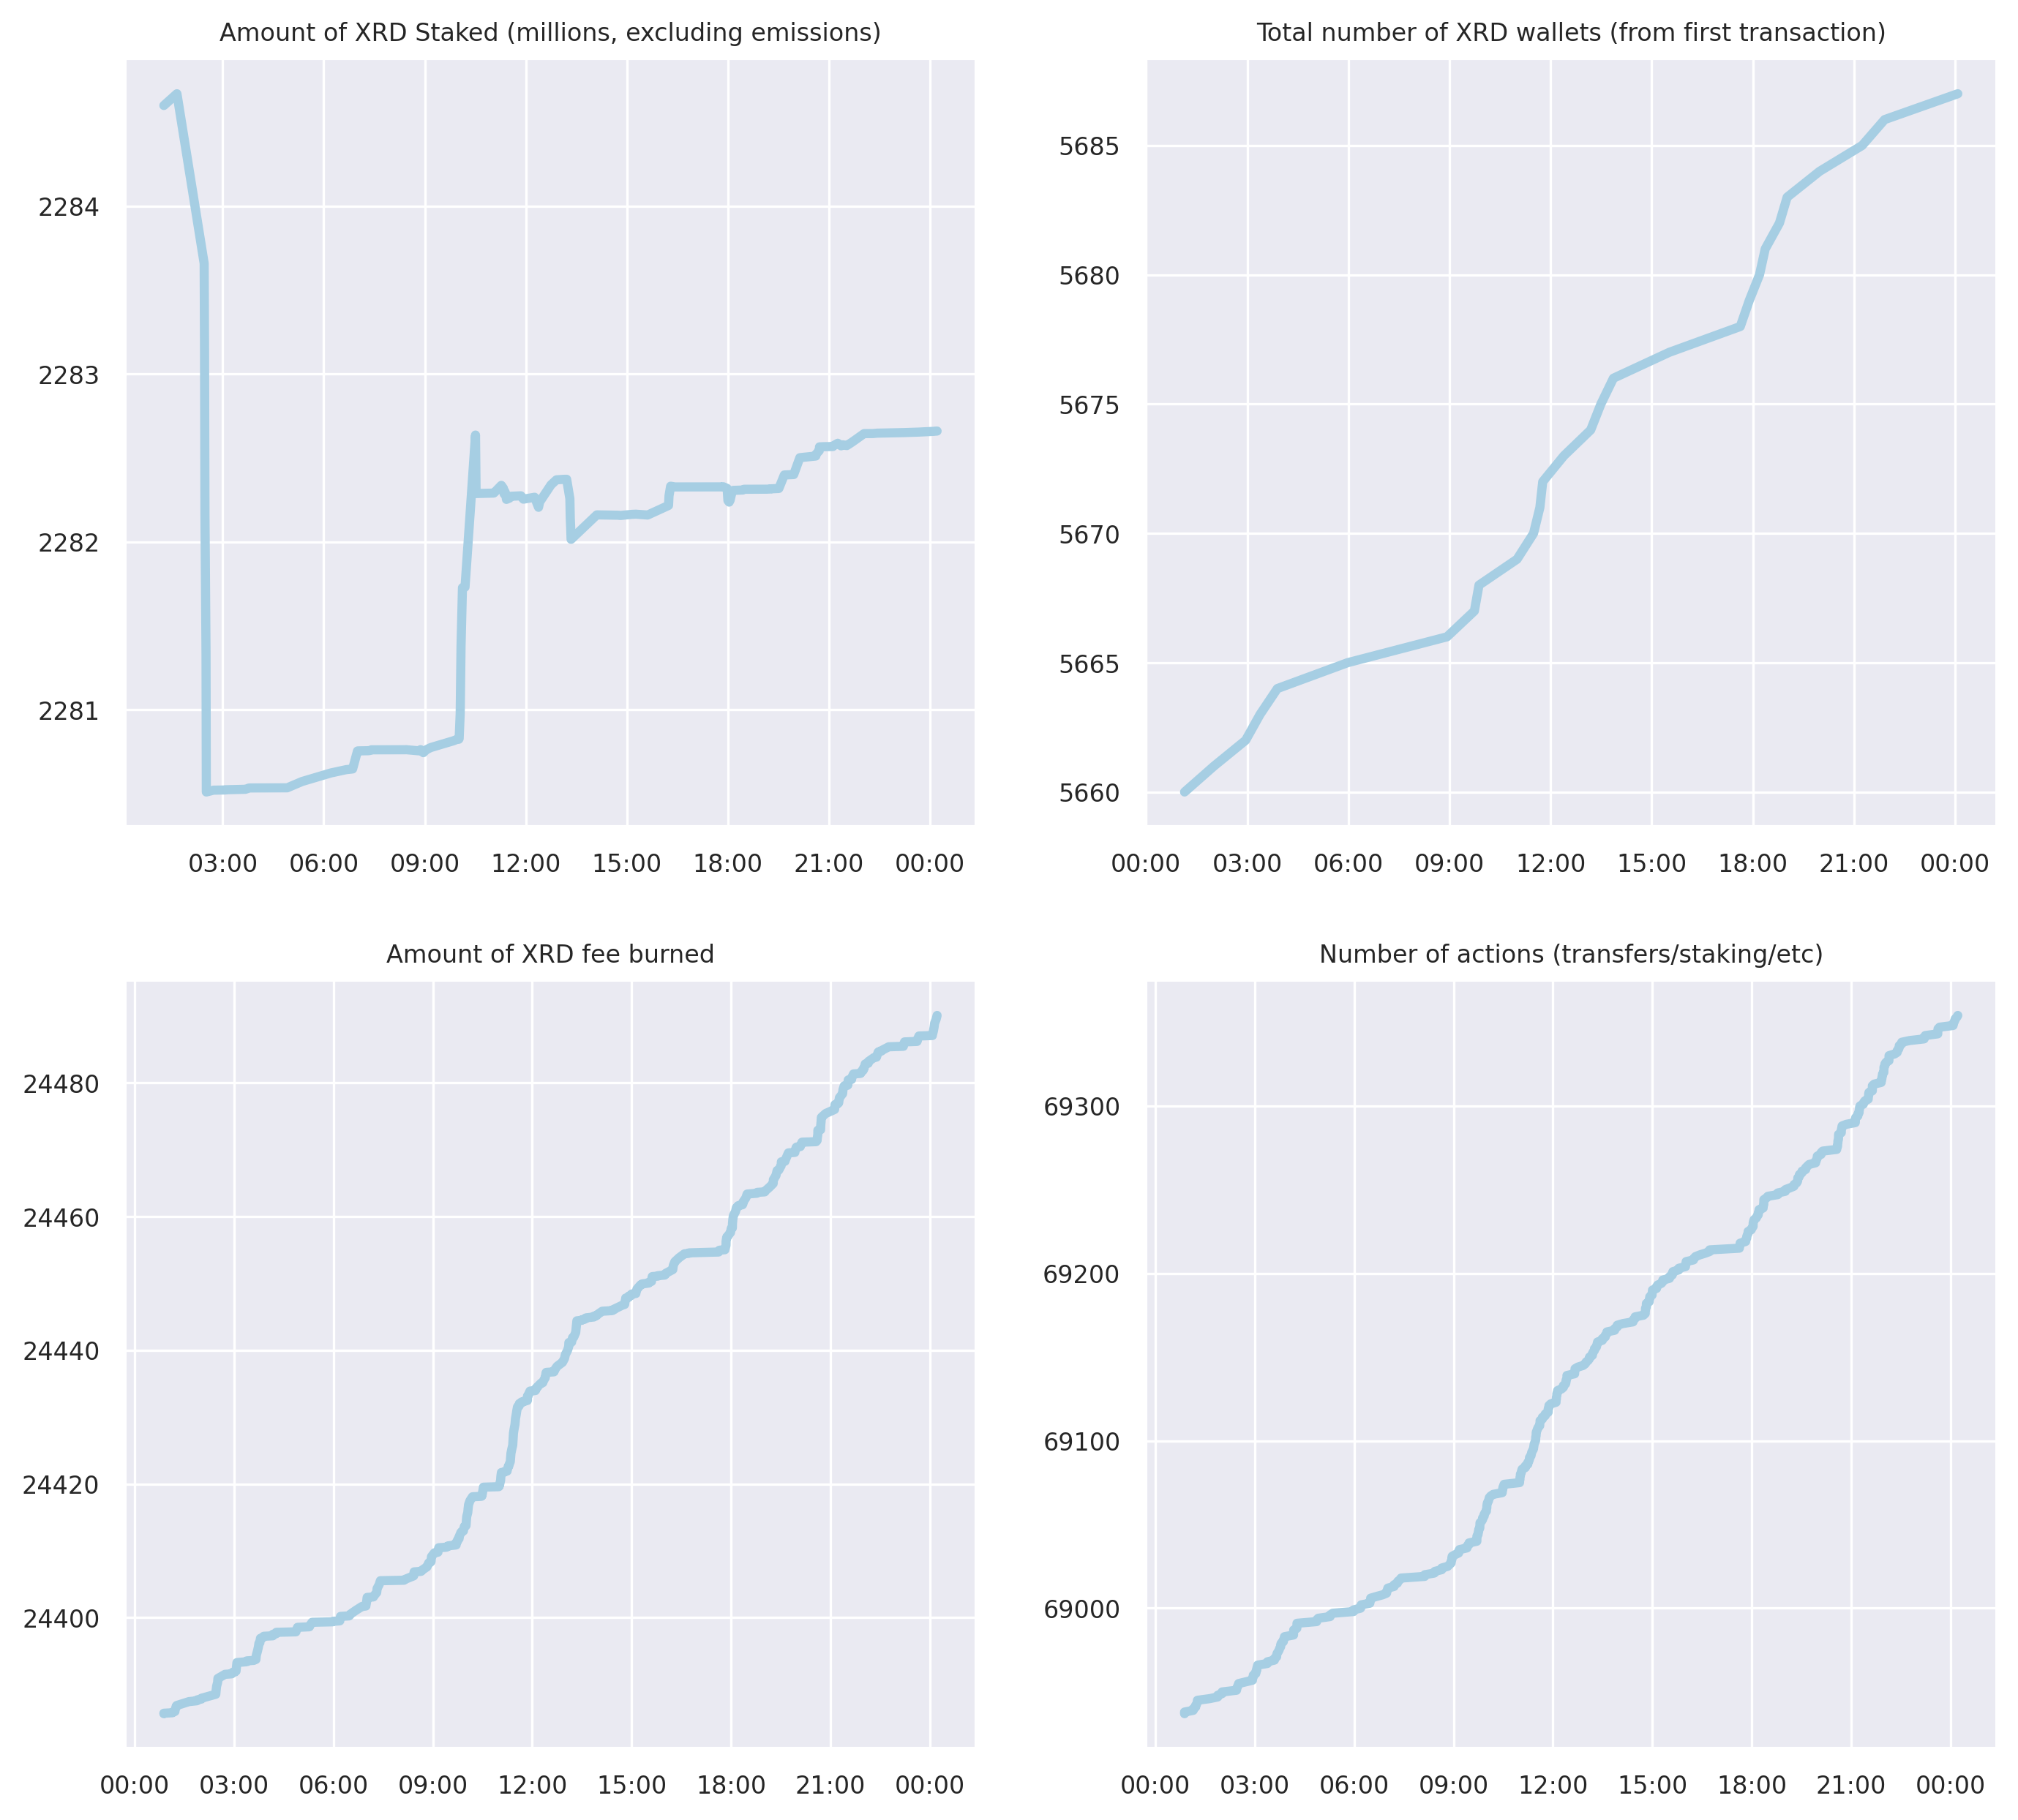 Amount of XRD Staked (millions, excluding emissions)
2284
2283
2282
2281
03:00 06:00 09:00 12:00 15:00 18:00 21:00 00:00
Total number of XRD wallets (from first transaction)
5685
5680
5675
5670
5665
5660
00:00 03:00 06:00 09:00 12:00 15:00 18:00 21:00 00:00
Amount of XRD fee burned
24480
24460
24440
24420
24400
00:00 03:00 06:00 09:00 12:00 15:00 18:00 21:00 00:00
Number of actions (transfers/staking/etc)
69300
69200
69100
69000
00:00 03:00 06:00 09:00 12:00 15:00 18:00 21:00 00:00